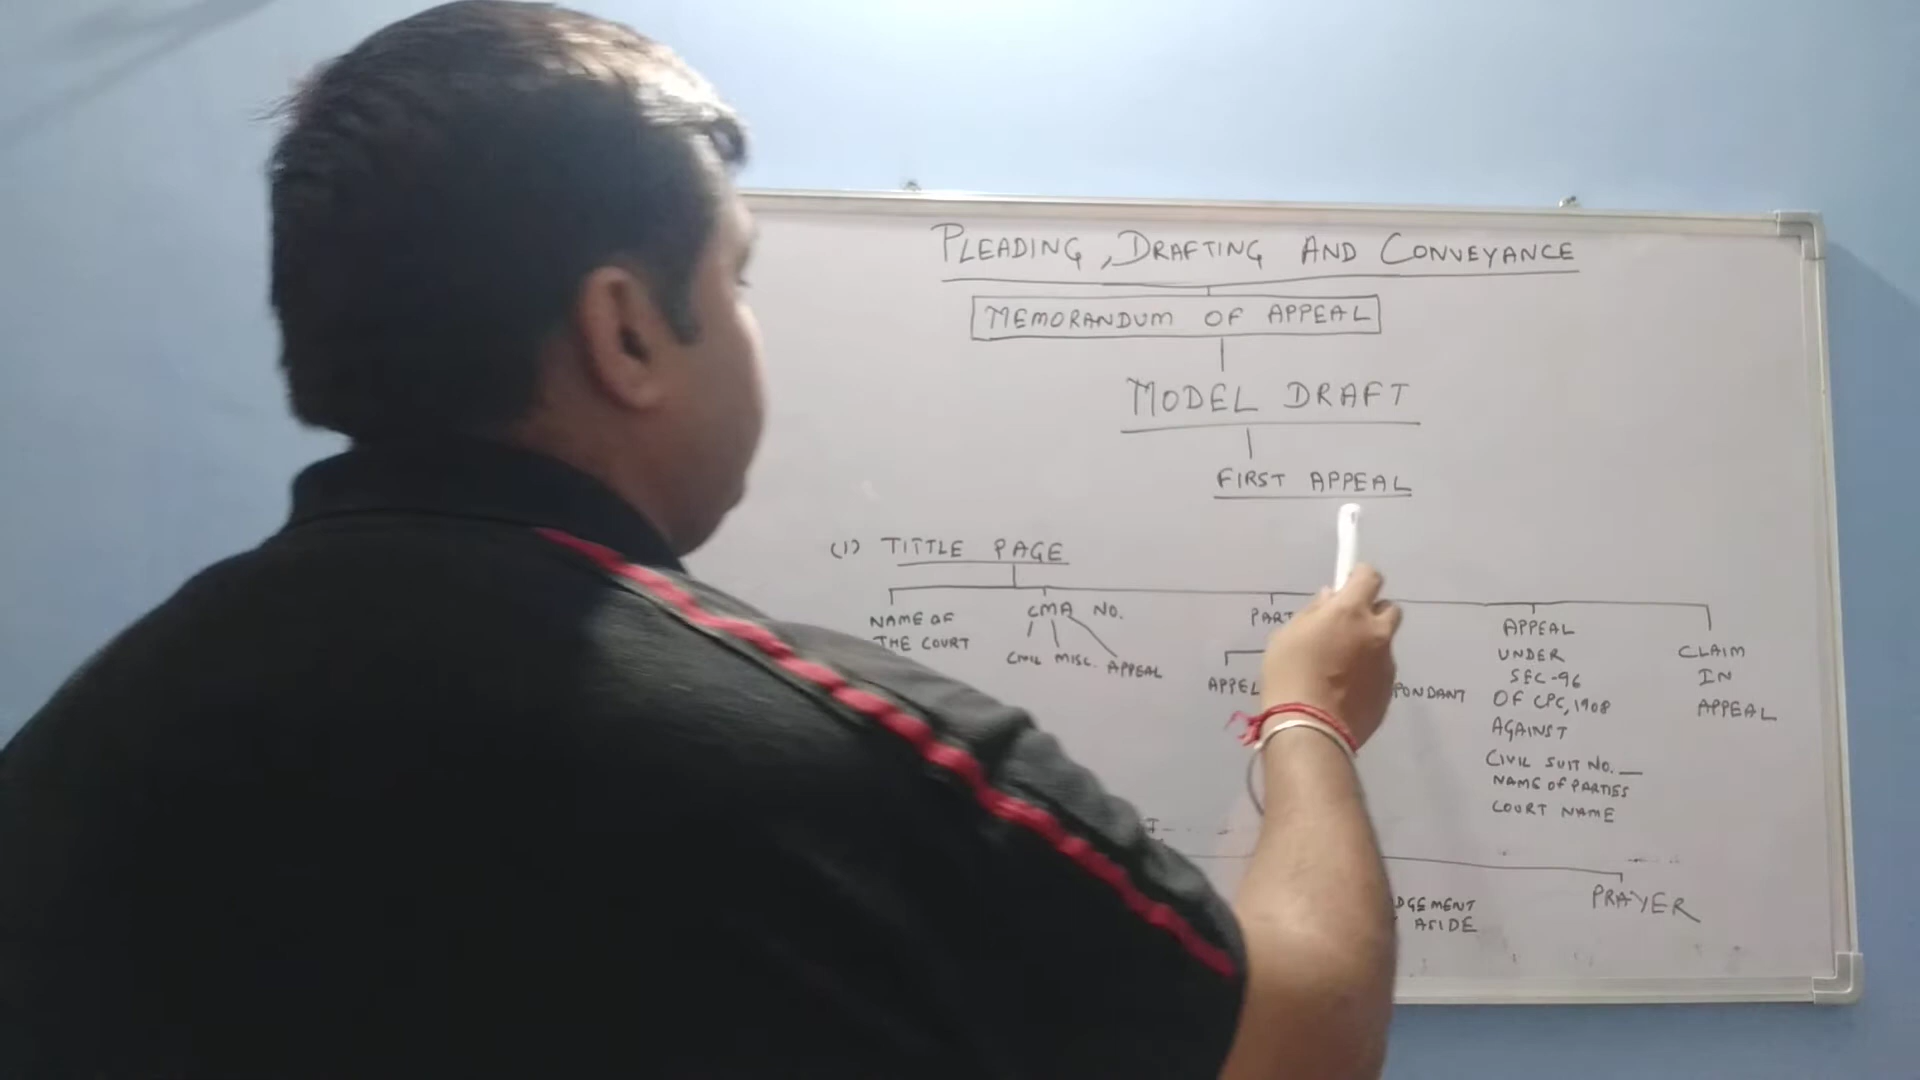 PLEADING, DRAFTING AND CONVEYANCE
MEMORANDUM OF APPEAL
MODEL DRAFT
FIRST APPEAL
(1) TITTLE PAGE
NAME OF
THE COURT
CMA NO.
CIVIL MISC. APPEAL
APPEAL
UNDER
SEC-96
OF CPC, 1908
AGAINST
CIVIL SUIT NO. __
NAME OF PARTIES
COURT NAME
CLAIM
IN
APPEAL
ASIDE
PRAYER